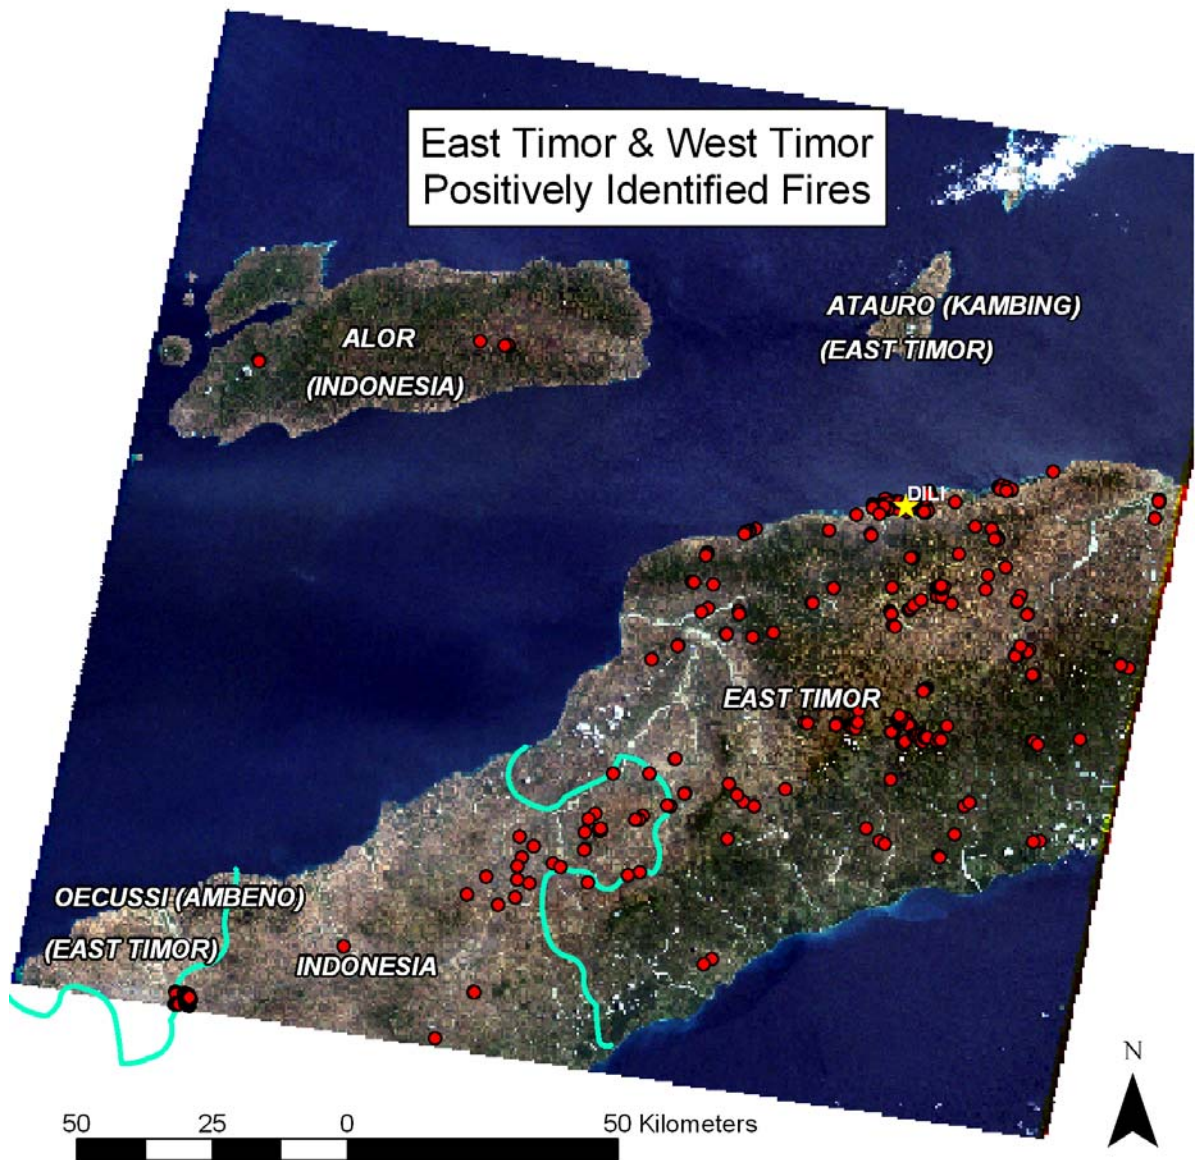 East Timor & West Timor
Positively Identified Fires
ATAURO (KAMBING)
(EAST TIMOR)
ALOR
(INDONESIA)
DILI
EAST TIMOR
OECUSSI (AMBENO)
(EAST TIMOR)
INDONESIA
N
50 25 0 50 Kilometers